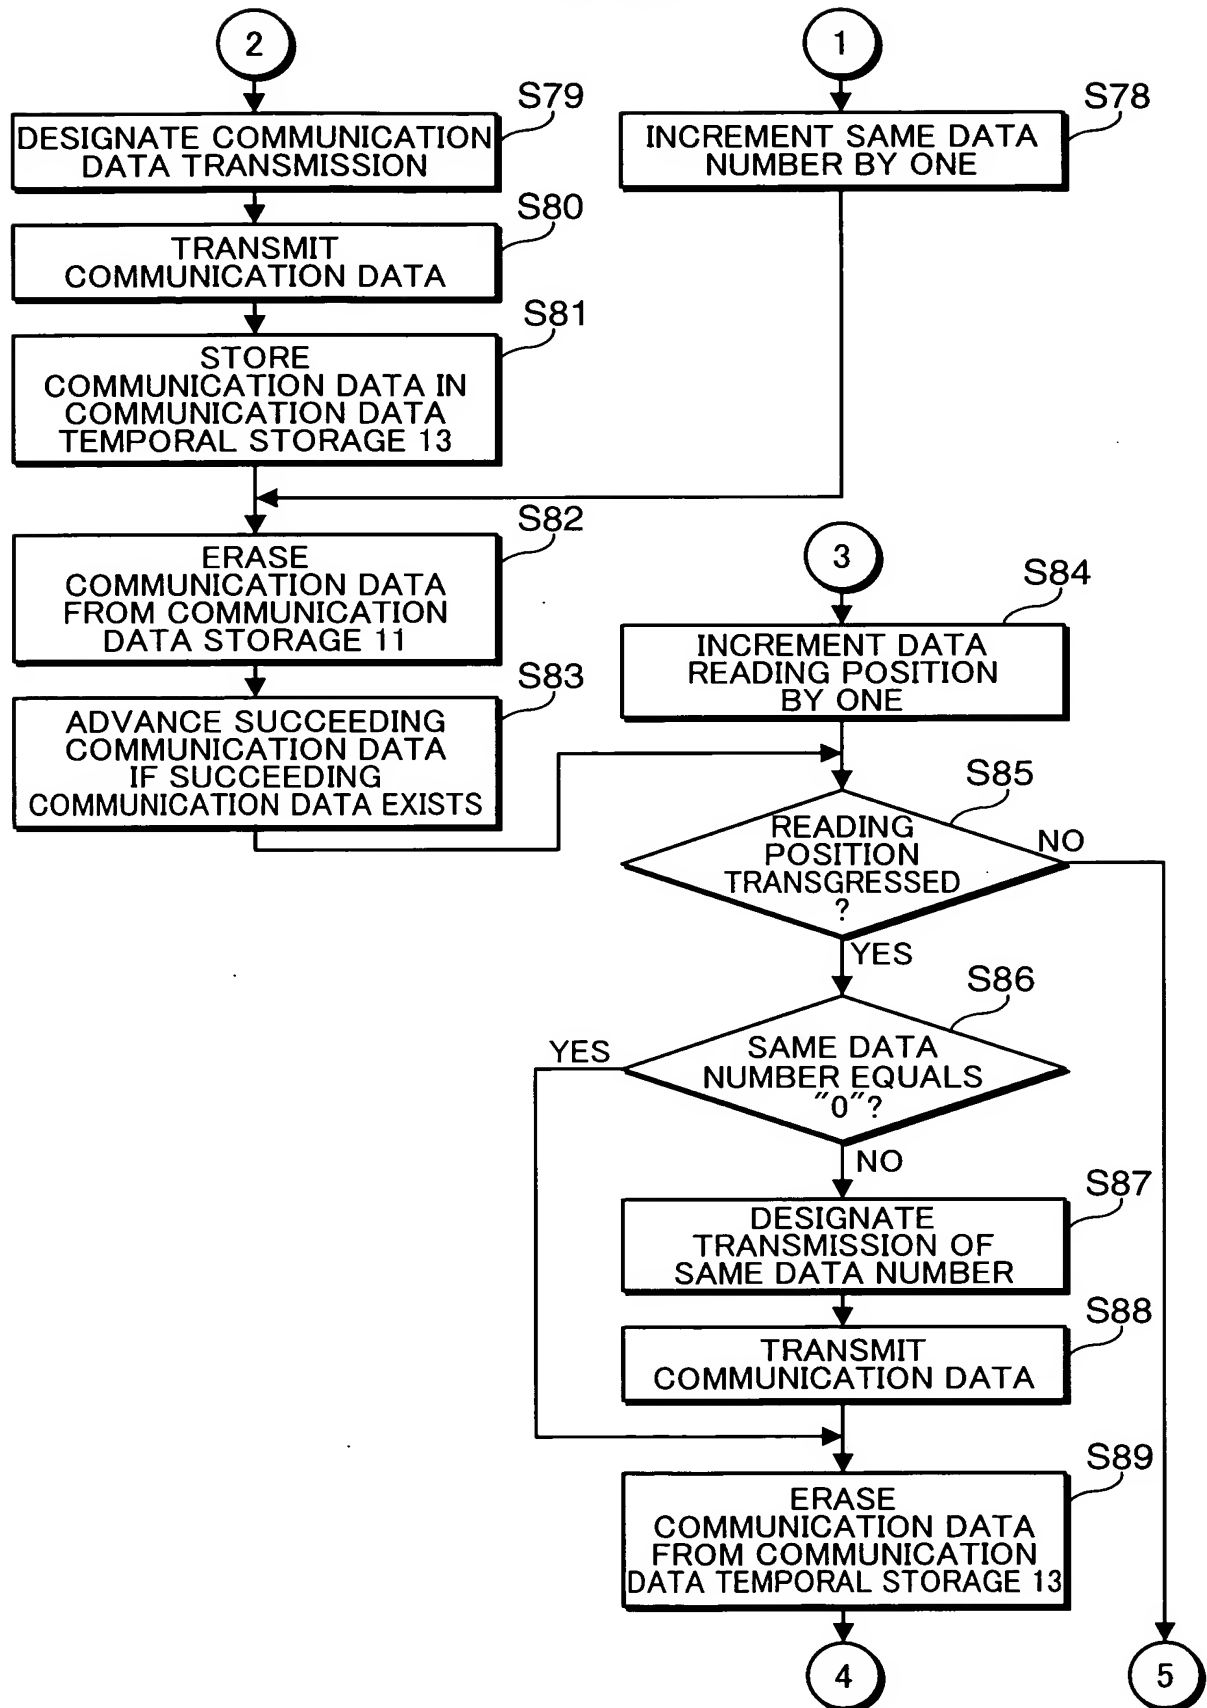 2
1
S79
DESIGNATE COMMUNICATION
DATA TRANSMISSION
S78
INCREMENT SAME DATA
NUMBER BY ONE
S80
TRANSMIT
COMMUNICATION DATA
S81
STORE
COMMUNICATION DATA IN
COMMUNICATION DATA
TEMPORAL STORAGE 13
S82
ERASE
COMMUNICATION DATA
FROM COMMUNICATION
DATA STORAGE 11
3
S84
INCREMENT DATA
READING POSITION
BY ONE
S83
ADVANCE SUCCEEDING
COMMUNICATION DATA
IF SUCCEEDING
COMMUNICATION DATA EXISTS
S85
READING
POSITION
TRANSGRESSED
?
NO
YES
S86
SAME DATA
NUMBER EQUALS
"0"?
YES
NO
S87
DESIGNATE
TRANSMISSION OF
SAME DATA NUMBER
S88
TRANSMIT
COMMUNICATION DATA
S89
ERASE
COMMUNICATION DATA
FROM COMMUNICATION
DATA TEMPORAL STORAGE 13
4
5